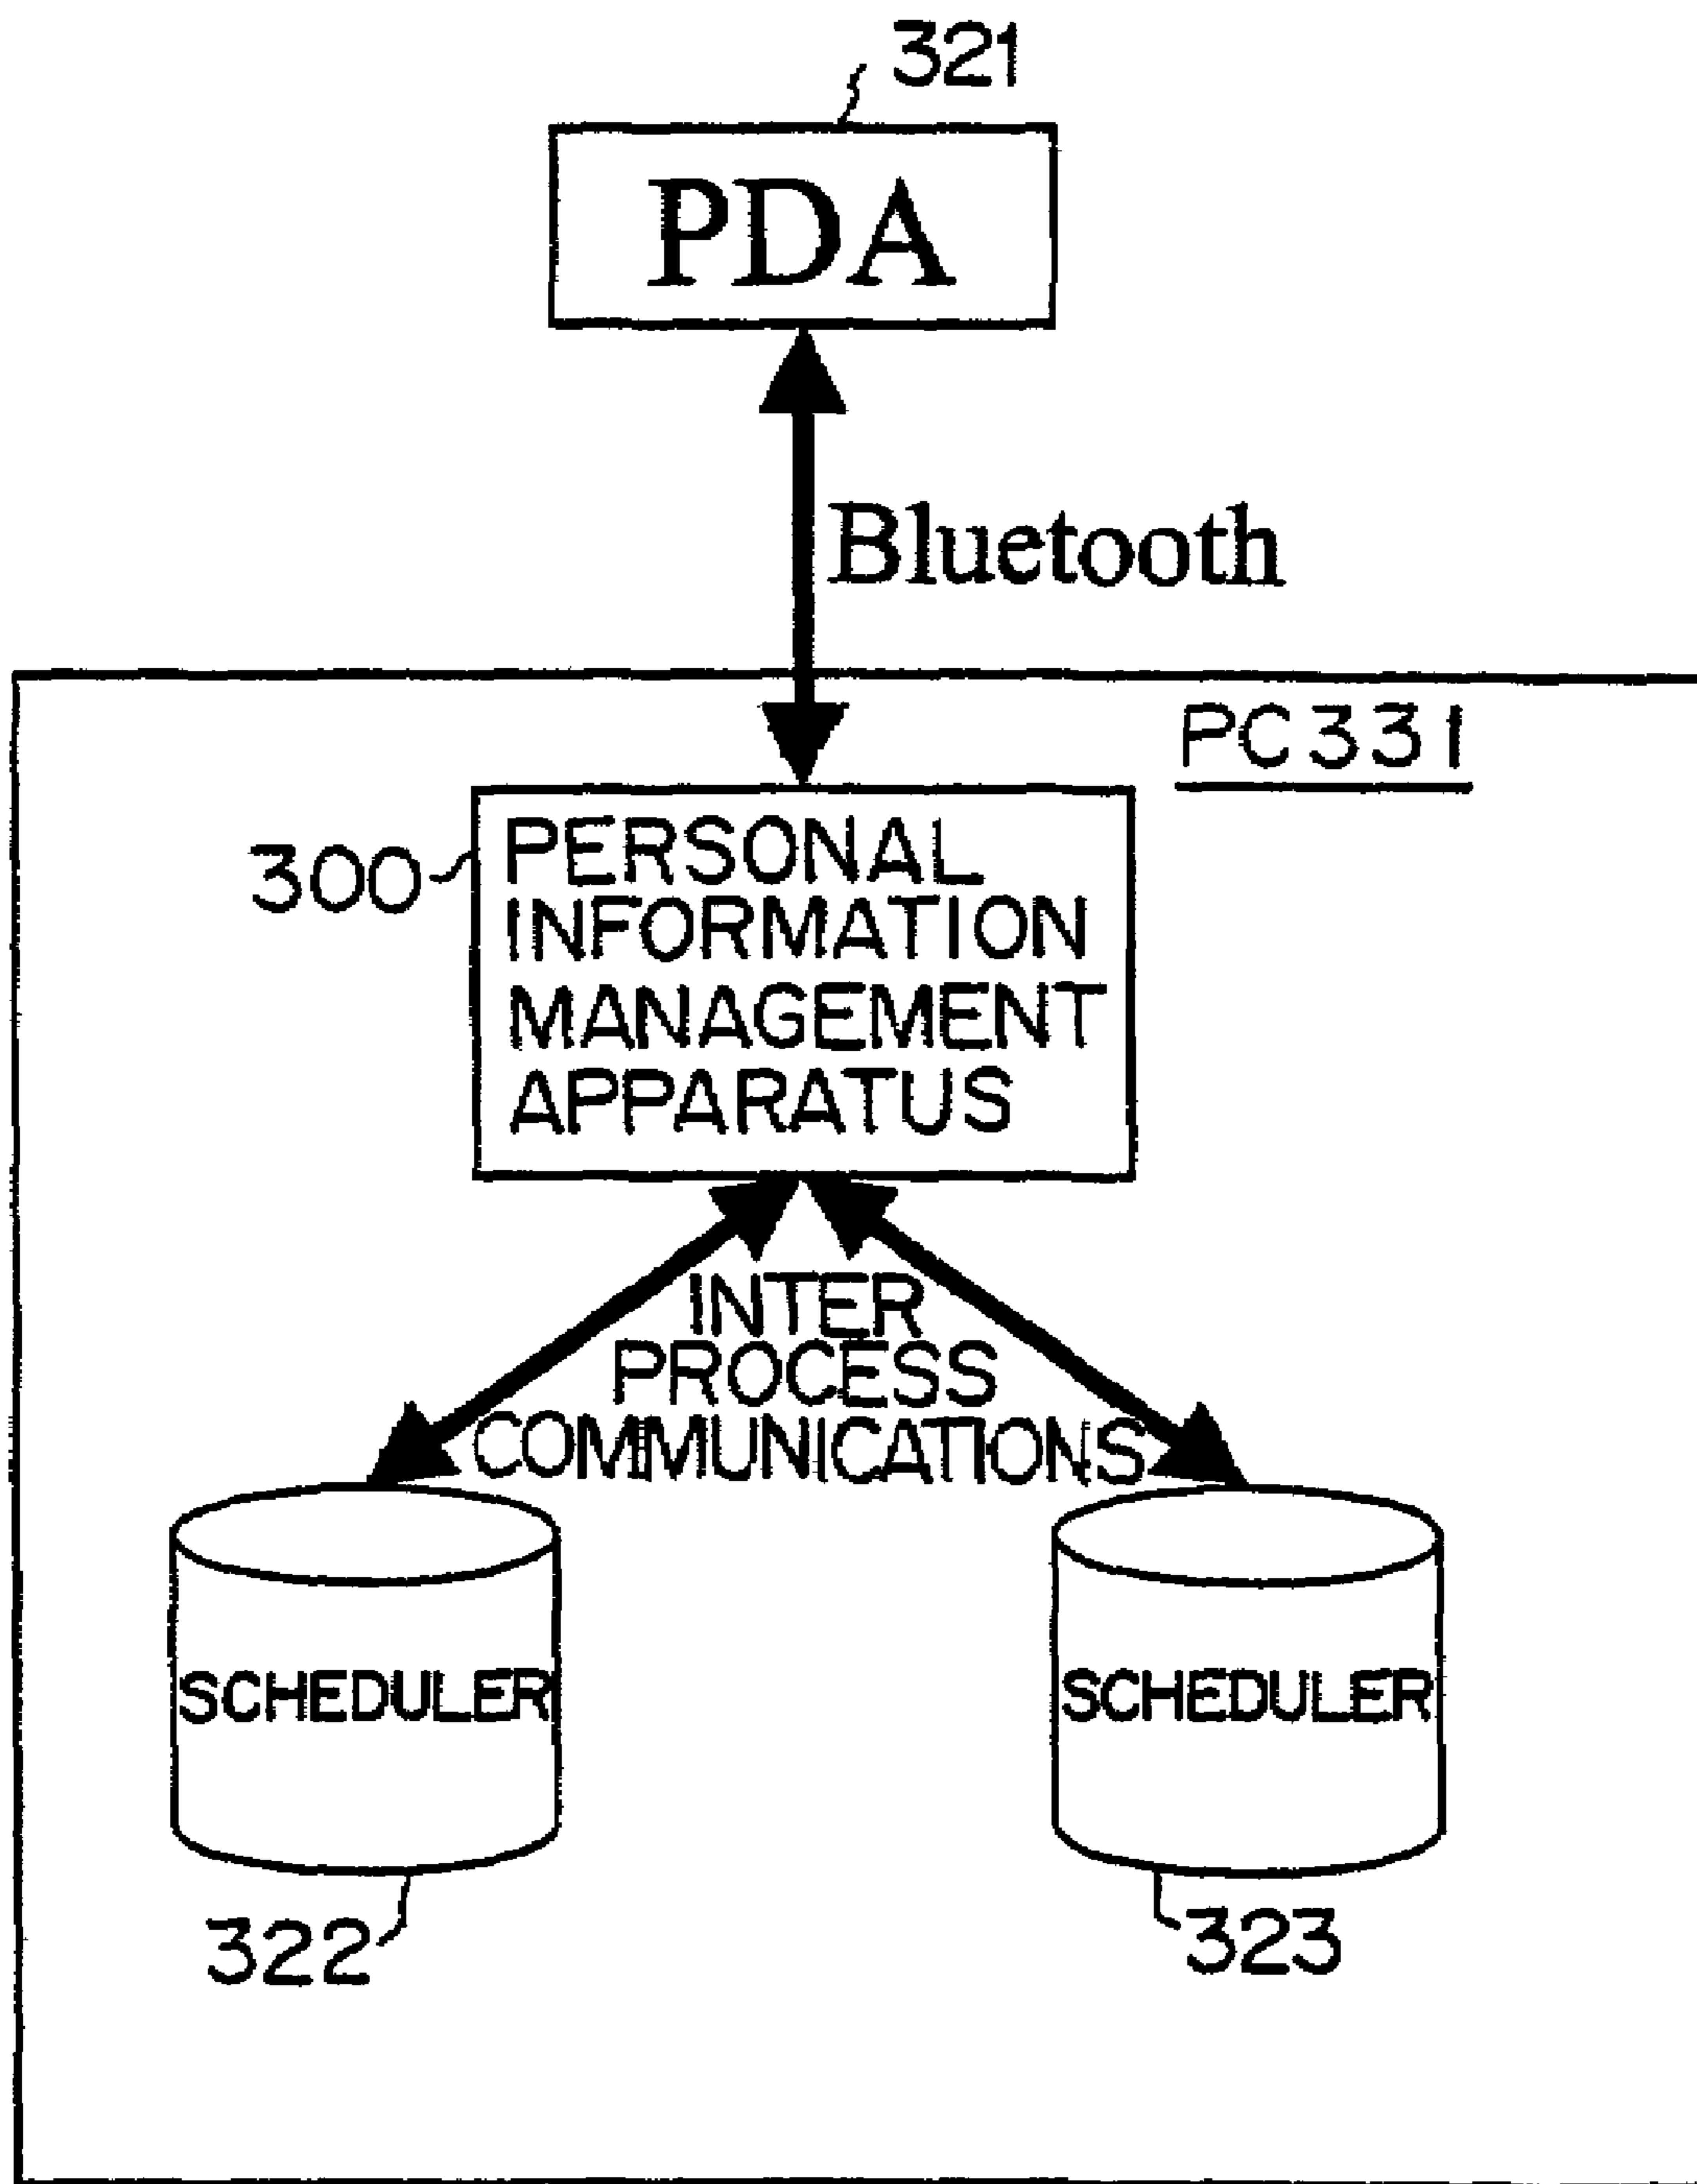 321
PDA
Bluetooth
PC331
300
PERSONAL
INFORMATION
MANAGEMENT
APPARATUS
INTER
PROCESS
COMMUNICATIONS
SCHEDULER
SCHEDULER
322
323